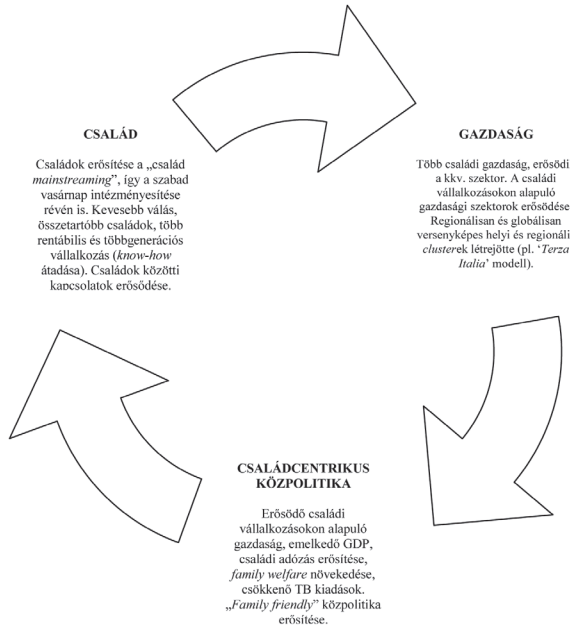 CSALÁD
Családok erősítése a „család
mainstreaming”, így a szabad
vasárnap intézményesítése
révén is. Kevesebb válás,
összetartóbb családok, több
rentábilis és többgenerációs
vállalkozás (know-how
átadása). Családok közötti
kapcsolatok erősödése.
GAZDASÁG
Több családi gazdaság, erősödi
a kkv. szektor. A családi
vállalkozásokon alapuló
gazdasági szektorok erősödése
Regionálisan és globálisan
versenyképes helyi és regionáli
clusterek létrejötte (pl. ‘Terza
Italia’ modell).
CSALÁDCENTRIKUS
KÖZPOLITIKA
Erősödő családi
vállalkozásokon alapuló
gazdaság, emelkedő GDP,
családi adózás erősítése,
family welfare növekedése,
csökkenő TB kiadások.
„Family friendly” közpolitika
erősítése.